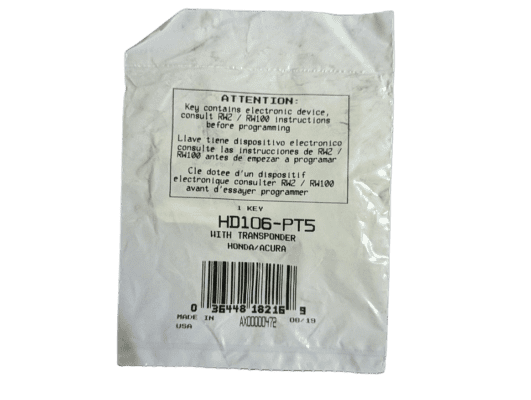 ATTENTION:
Key contains electronic device,
consult RW2 / RW100 instructions
before programming
Llave tiene dispositivo electronico
consulte las instrucciones de RW2 /
RW100 antes de empezar a programar
Cle dotee d'un dispositif
electronique consulter RW2 / RW100
avant d'essayer programmer
1 KEY
HD106-PT5
WITH TRANSPONDER
HONDA/ACURA
0 36448 18216 9
MADE IN
USA
AX00000472
08/19